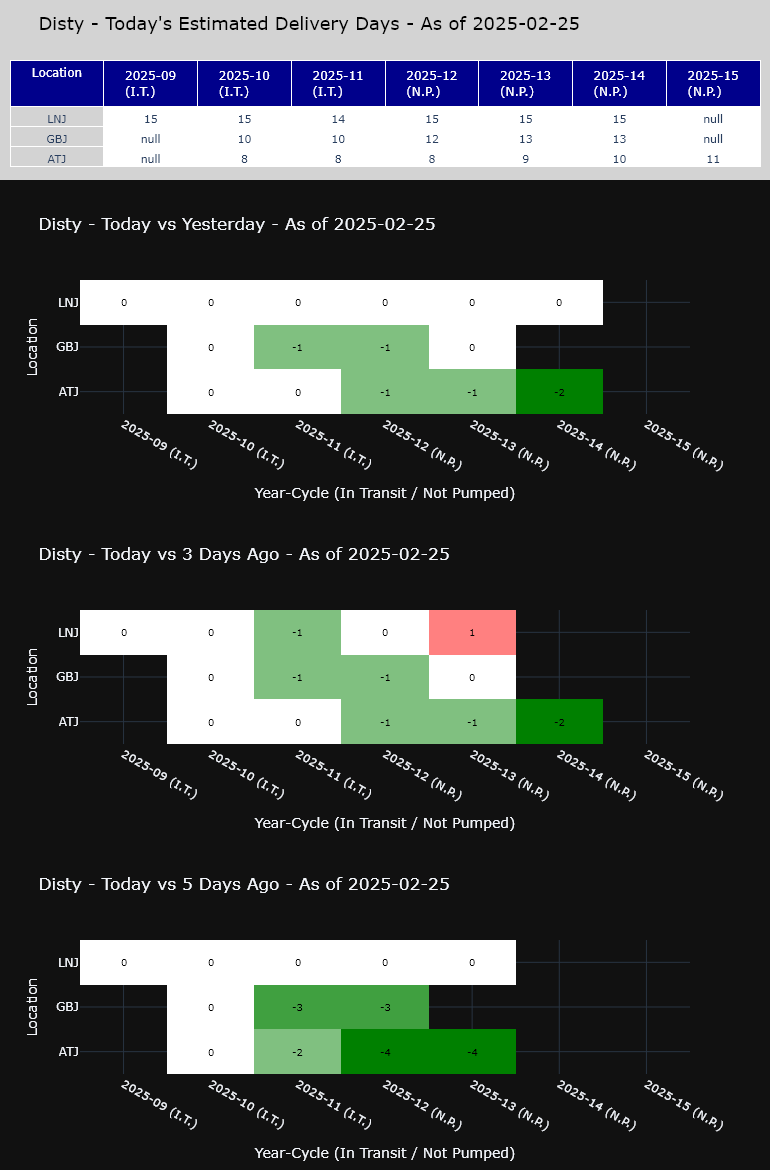 Disty - Today's Estimated Delivery Days - As of 2025-02-25
Location 2025-09 (I.T.) 2025-10 (I.T.) 2025-11 (I.T.) 2025-12 (N.P.) 2025-13 (N.P.) 2025-14 (N.P.) 2025-15 (N.P.)
LNJ 15 15 14 15 15 15 null
GBJ null 10 10 12 13 13 null
ATJ null 8 8 8 9 10 11
Disty - Today vs Yesterday - As of 2025-02-25
Location
LNJ 0 0 0 0 0 0
GBJ 0 -1 -1 0
ATJ 0 0 -1 -1 -2
2025-09 (I.T.) 2025-10 (I.T.) 2025-11 (I.T.) 2025-12 (N.P.) 2025-13 (N.P.) 2025-14 (N.P.) 2025-15 (N.P.)
Year-Cycle (In Transit / Not Pumped)
Disty - Today vs 3 Days Ago - As of 2025-02-25
Location
LNJ 0 0 -1 0 1
GBJ 0 -1 -1 0
ATJ 0 0 -1 -1 -2
2025-09 (I.T.) 2025-10 (I.T.) 2025-11 (I.T.) 2025-12 (N.P.) 2025-13 (N.P.) 2025-14 (N.P.) 2025-15 (N.P.)
Year-Cycle (In Transit / Not Pumped)
Disty - Today vs 5 Days Ago - As of 2025-02-25
Location
LNJ 0 0 0 0 0
GBJ 0 -3 -3
ATJ 0 -2 -4 -4
2025-09 (I.T.) 2025-10 (I.T.) 2025-11 (I.T.) 2025-12 (N.P.) 2025-13 (N.P.) 2025-14 (N.P.) 2025-15 (N.P.)
Year-Cycle (In Transit / Not Pumped)